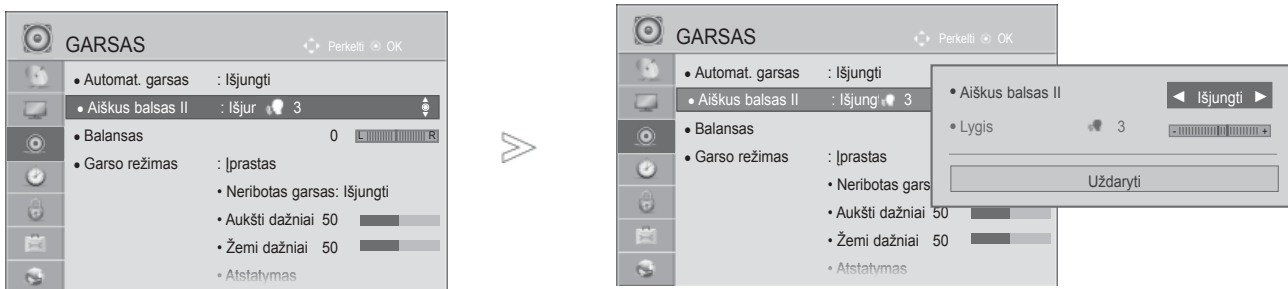 GARSAS
Perkelti OK
• Automat. garsas : Išjungti
• Aiškus balsas II : Išjur 3
• Balansas 0 L R
• Garso režimas : Įprastas
• Neribotas garsas: Išjungti
• Aukšti dažniai 50
• Žemi dažniai 50
• Atstatymas
GARSAS
Perkelti OK
• Automat. garsas : Išjungti
• Aiškus balsas II : Išjung 3
• Balansas
• Garso režimas : Įprastas
• Neribotas gars
• Aukšti dažniai 50
• Žemi dažniai 50
• Atstatymas
• Aiškus balsas II ◄ Išjungti ►
• Lygis 3 - +
Uždaryti